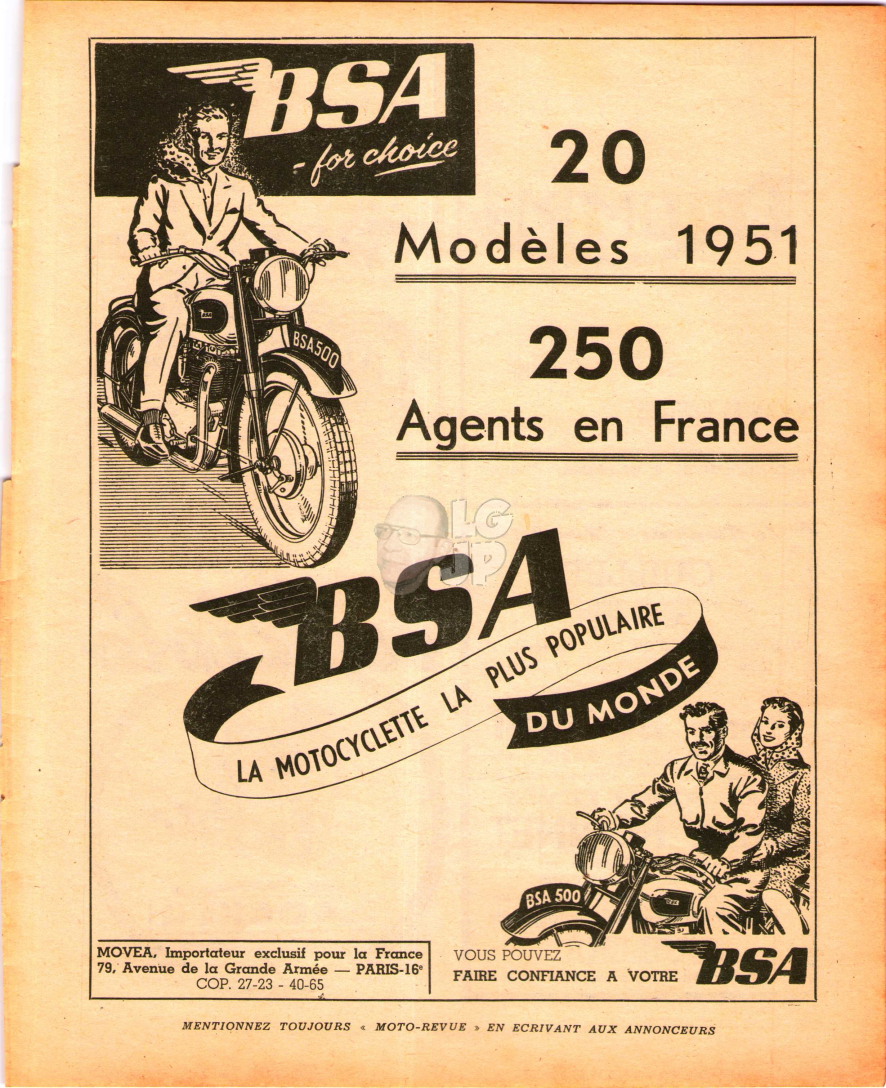 BSA
- for choice
20
Modèles 1951
250
Agents en France
BSA500
LG
JP
BSA
LA MOTOCYCLETTE LA PLUS POPULAIRE
DU MONDE
BSA 500
MOVEA, Importateur exclusif pour la France
79, Avenue de la Grande Armée — PARIS-16e
COP. 27-23 - 40-65
VOUS POUVEZ
FAIRE CONFIANCE A VOTRE BSA
MENTIONNEZ TOUJOURS « MOTO-REVUE » EN ECRIVANT AUX ANNONCEURS